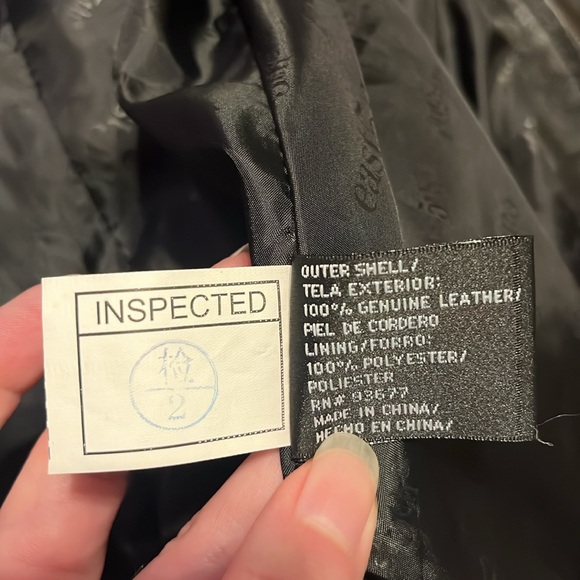 INSPECTED
检
2
OUTER SHELL/
TELA EXTERIOR:
100% GENUINE LEATHER/
PIEL DE CORDERO
LINING/FORRO:
100% POLYESTER/
POLIESTER
RN# 93677
MADE IN CHINA/
HECHO EN CHINA/